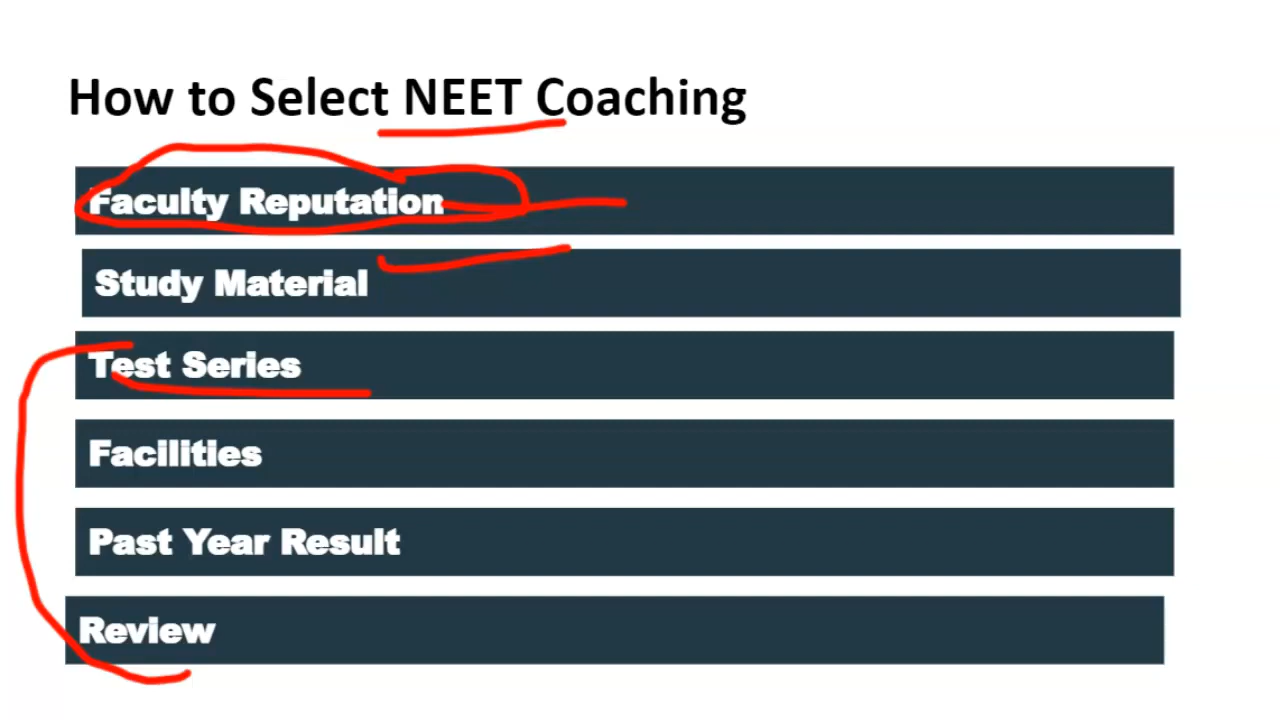 How to Select NEET Coaching
Faculty Reputation
Study Material
Test Series
Facilities
Past Year Result
Review